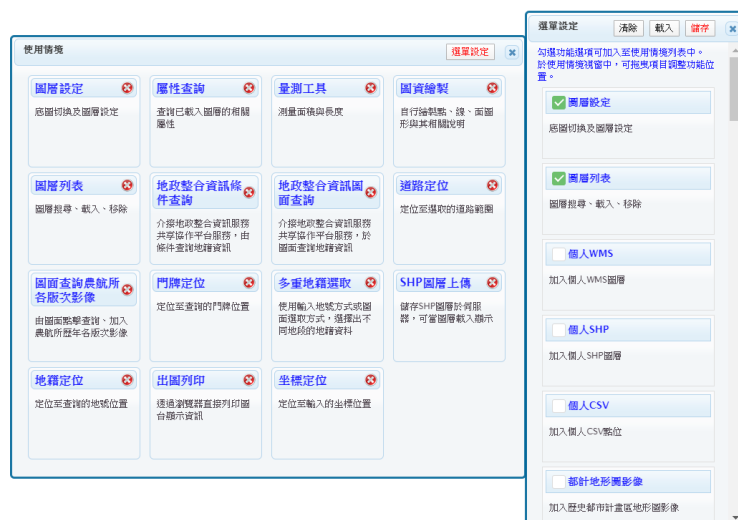 使用情境
選單設定
圖層設定
底圖切換及圖層設定
屬性查詢
查詢已載入圖層的相關
屬性
量測工具
測量面積與長度
圖資繪製
自行繪製點、線、面圖
形與其相關說明
圖層列表
圖層搜尋、載入、移除
地政整合資訊條
件查詢
介接地政整合資訊服務
共享協作平台服務，由
條件查詢地籍資訊
地政整合資訊圖
面查詢
介接地政整合資訊服務
共享協作平台服務，於
圖面查詢地籍資訊
道路定位
定位至選取的道路範圍
圖面查詢農航所
各版次影像
由圖面點擊查詢、加入
農航所歷年各版次影像
門牌定位
定位至查詢的門牌位置
多重地籍選取
使用輸入地號方式或圖
面選取方式，選擇出不
同地段的地籍資料
SHP圖層上傳
儲存SHP圖層於伺服
器，可當圖層載入顯示
地籍定位
定位至查詢的地號位置
出圖列印
透過瀏覽器直接列印圖
台顯示資訊
坐標定位
定位至輸入的坐標位置
選單設定
清除
載入
儲存
勾選功能選項可加入至使用情境列表中。
於使用情境視窗中，可拖曳項目調整功能位
置。
圖層設定
底圖切換及圖層設定
圖層列表
圖層搜尋、載入、移除
個人WMS
加入個人WMS圖層
個人SHP
加入個人SHP圖層
個人CSV
加入個人CSV點位
都計地形圖影像
加入歷史都市計畫區地形圖影像